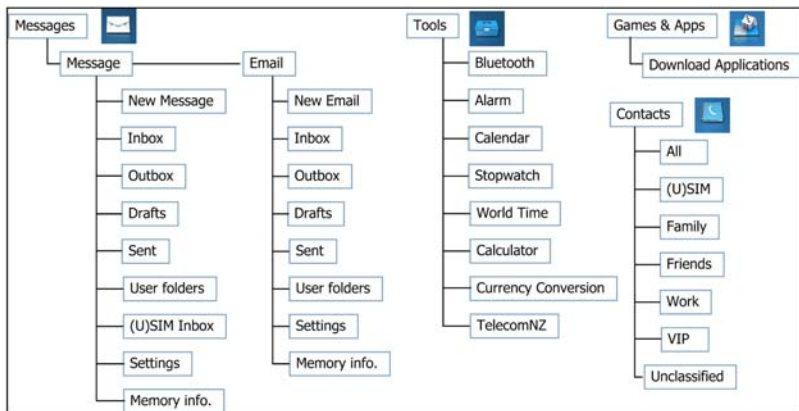 Messages
Message
New Message
Inbox
Outbox
Drafts
Sent
User folders
(U)SIM Inbox
Settings
Memory info.
Email
New Email
Inbox
Outbox
Drafts
Sent
User folders
Settings
Memory info.
Tools
Bluetooth
Alarm
Calendar
Stopwatch
World Time
Calculator
Currency Conversion
TelecomNZ
Games & Apps
Download Applications
Contacts
All
(U)SIM
Family
Friends
Work
VIP
Unclassified